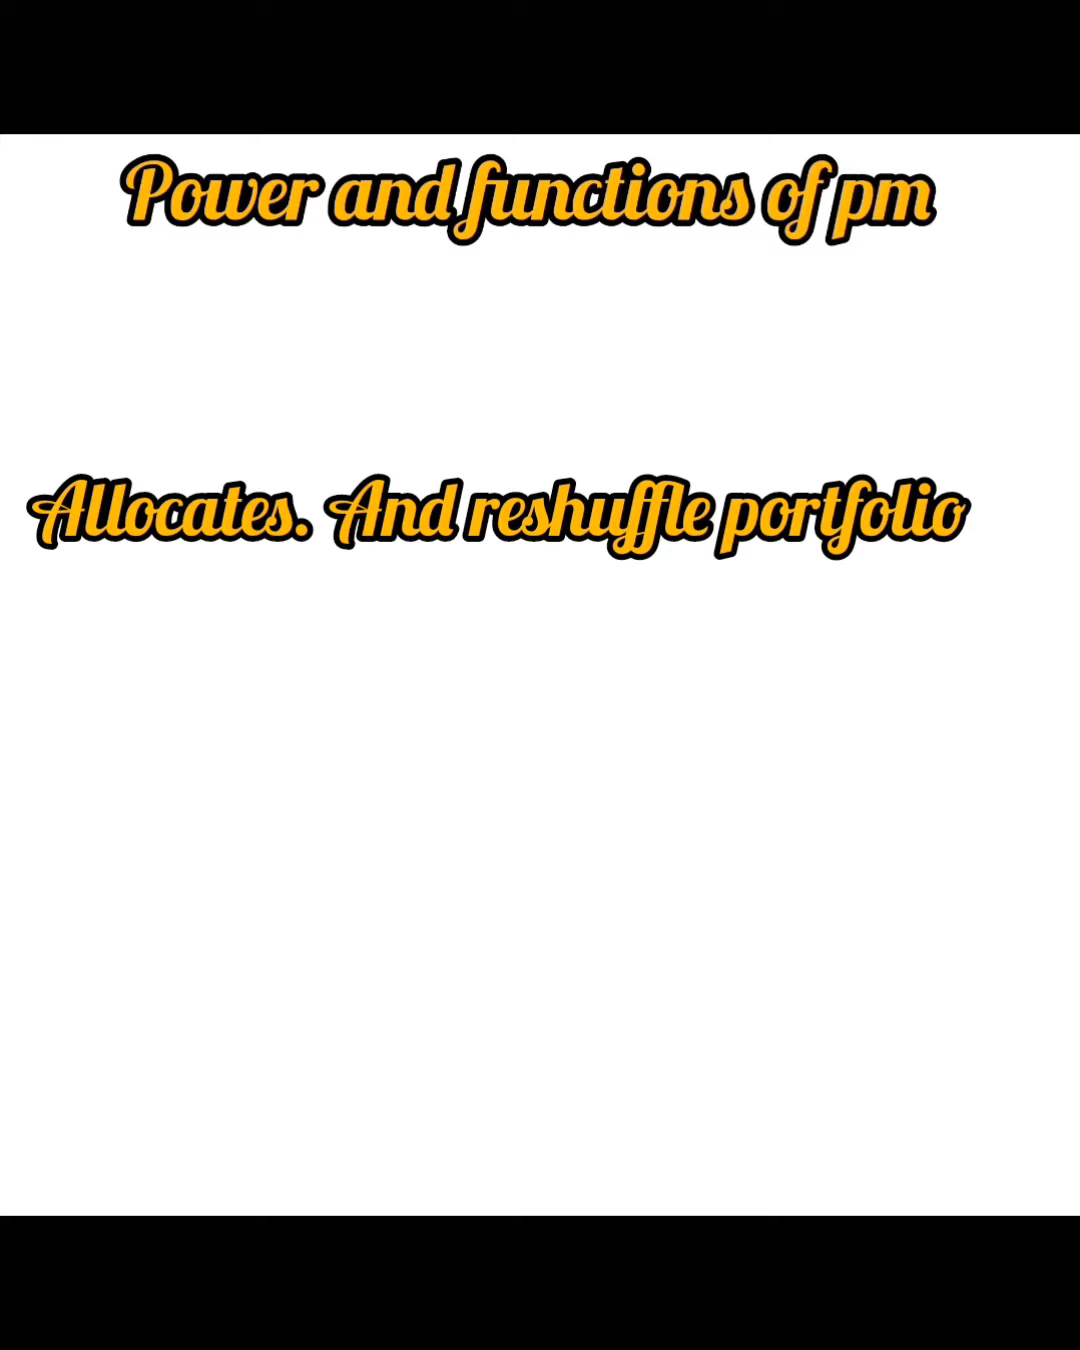 Power and functions of pm
Allocates. And reshuffle portfolio